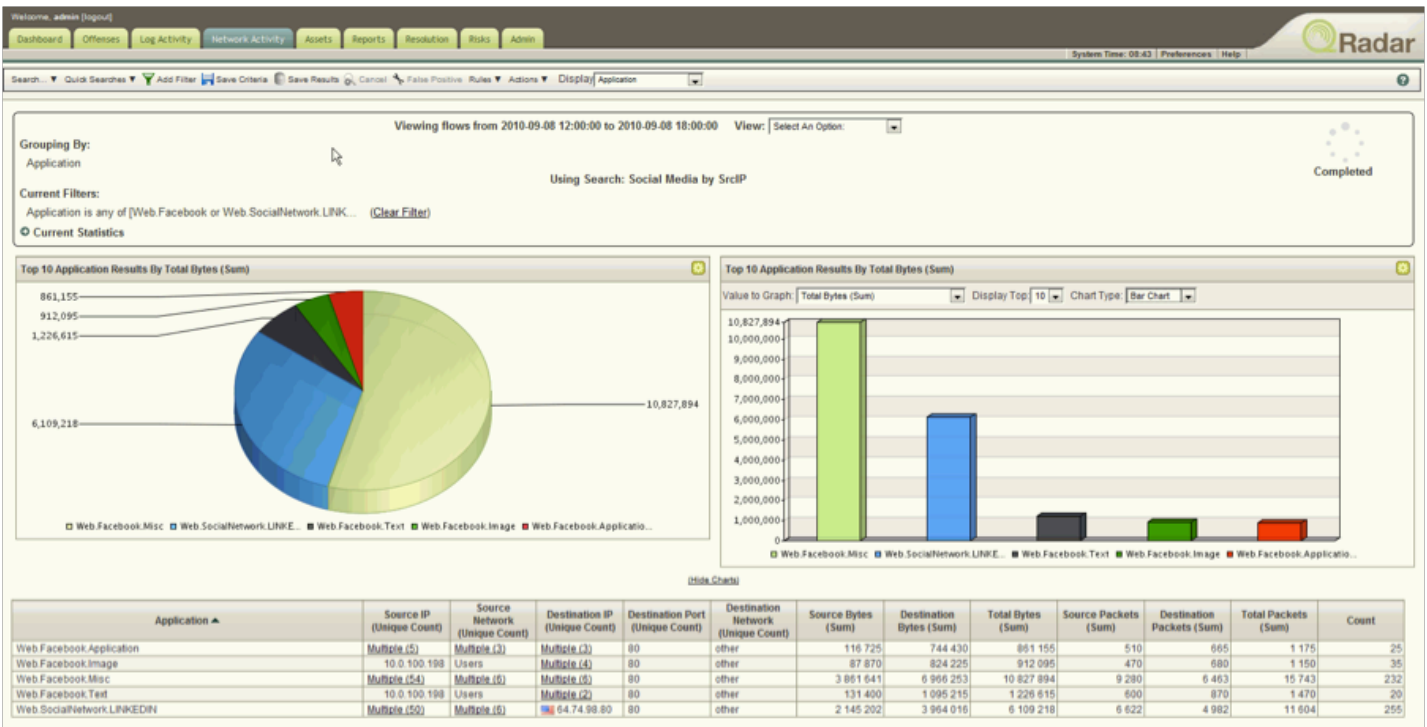 Welcome, admin [logout]
Dashboard Offenses Log Activity Network Activity Assets Reports Resolution Risks Admin
QRadar
System Time: 08:43 Preferences Help
Search... Quick Searches Add Filter Save Criteria Save Results Cancel False Positive Rules Actions Display Application
Viewing flows from 2010-09-08 12:00:00 to 2010-09-08 18:00:00 View: Select An Option:
Grouping By:
Application
Completed
Using Search: Social Media by SrcIP
Current Filters:
Application is any of [Web.Facebook or Web.SocialNetwork.LINK... (Clear Filter)
Current Statistics
Top 10 Application Results By Total Bytes (Sum)
861,155
912,095
1,226,615
10,827,894
6,109,218
Web.Facebook.Misc Web.SocialNetwork.LINKE... Web.Facebook.Text Web.Facebook.Image Web.Facebook.Applicatio...
Top 10 Application Results By Total Bytes (Sum)
Value to Graph: Total Bytes (Sum) Display Top: 10 Chart Type: Bar Chart
10,827,894
10,000,000
9,000,000
8,000,000
7,000,000
6,000,000
5,000,000
4,000,000
3,000,000
2,000,000
1,000,000
0
Web.Facebook.Misc Web.SocialNetwork.LINKE... Web.Facebook.Text Web.Facebook.Image Web.Facebook.Applicatio...
(Hide Charts)
Application Source IP (Unique Count) Source Network (Unique Count) Destination IP (Unique Count) Destination Port (Unique Count) Destination Network (Unique Count) Source Bytes (Sum) Destination Bytes (Sum) Total Bytes (Sum) Source Packets (Sum) Destination Packets (Sum) Total Packets (Sum) Count
Web.Facebook.Application Multiple (5) Multiple (3) Multiple (3) 80 other 116 725 744 430 861 155 510 665 1 175 25
Web.Facebook.Image 10.0.100.198 Users Multiple (4) 80 other 87 870 824 225 912 095 470 680 1 150 35
Web.Facebook.Misc Multiple (54) Multiple (6) Multiple (6) 80 other 3 861 641 6 966 253 10 827 894 9 280 6 463 15 743 232
Web.Facebook.Text 10.0.100.198 Users Multiple (2) 80 other 131 400 1 095 215 1 226 615 600 870 1 470 20
Web.SocialNetwork.LINKEDIN Multiple (50) Multiple (6) 64.74.98.80 80 other 2 145 202 3 964 016 6 109 218 6 622 4 982 11 604 255